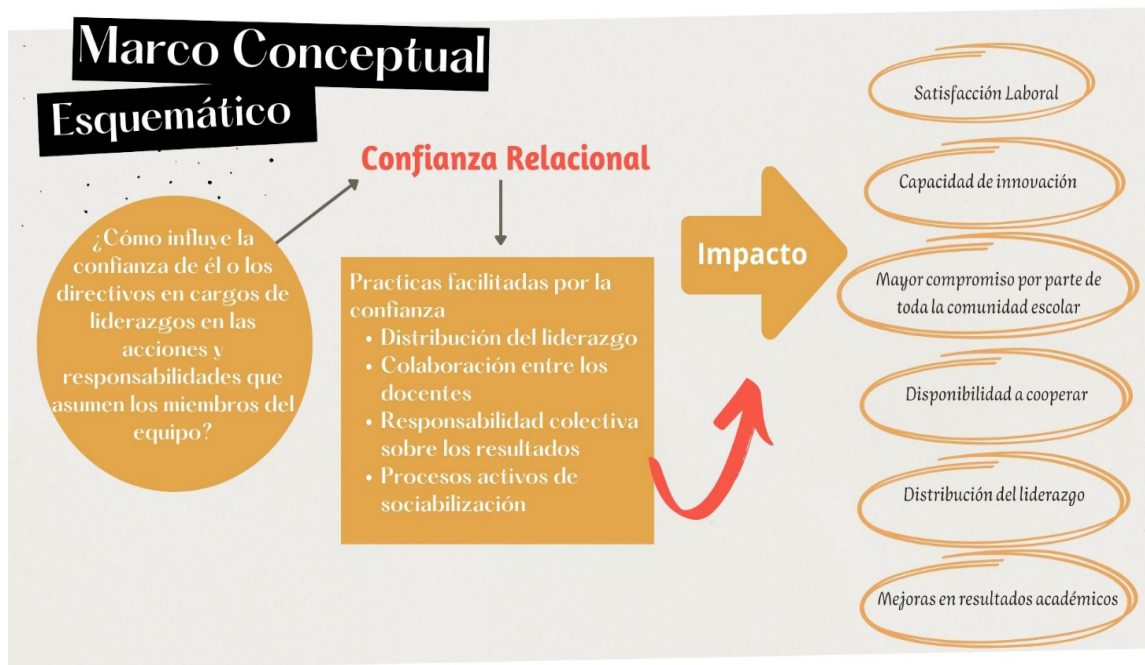 Marco Conceptual
Esquemático
Confianza Relacional
¿Cómo influye la
confianza de él o los
directivos en cargos de
liderazgos en las
acciones y
responsabilidades que
asumen los miembros del
equipo?
Practicas facilitadas por la
confianza
• Distribución del liderazgo
• Colaboración entre los
docentes
• Responsabilidad colectiva
sobre los resultados
• Procesos activos de
sociabilización
Impacto
Satisfacción Laboral
Capacidad de innovación
Mayor compromiso por parte de
toda la comunidad escolar
Disponibilidad a cooperar
Distribución del liderazgo
Mejoras en resultados académicos